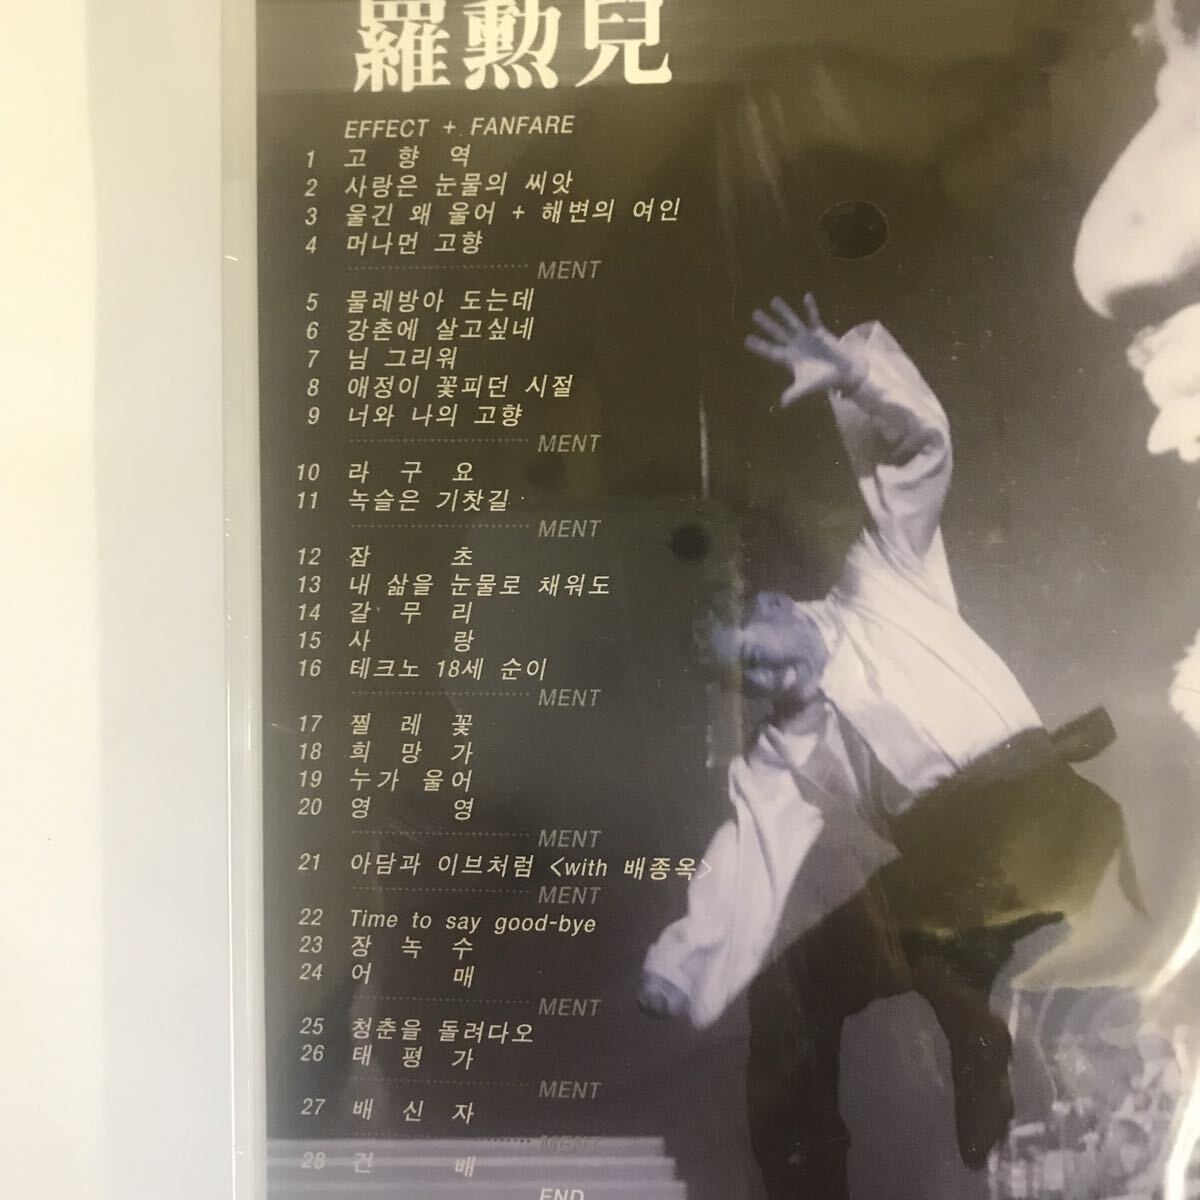 羅勳兒
EFFECT + FANFARE
1 고 향 역
2 사랑은 눈물의 씨앗
3 울긴 왜 울어 + 해변의 여인
4 머나먼 고향
MENT
5 물레방아 도는데
6 강촌에 살고싶네
7 님 그리워
8 애정이 꽃피던 시절
9 너와 나의 고향
MENT
10 라 구 요
11 녹슬은 기찻길
MENT
12 잡 초
13 내 삶을 눈물로 채워도
14 갈 무 리
15 사 랑
16 테크노 18세 순이
MENT
17 찔 레 꽃
18 희 망 가
19 누가 울어
20 영 영
MENT
21 아담과 이브처럼 <with 배종옥>
MENT
22 Time to say good-bye
23 장 녹 수
24 어 매
MENT
25 청춘을 돌려다오
26 태 평 가
MENT
27 배 신 자
MENT
28 건 배
END